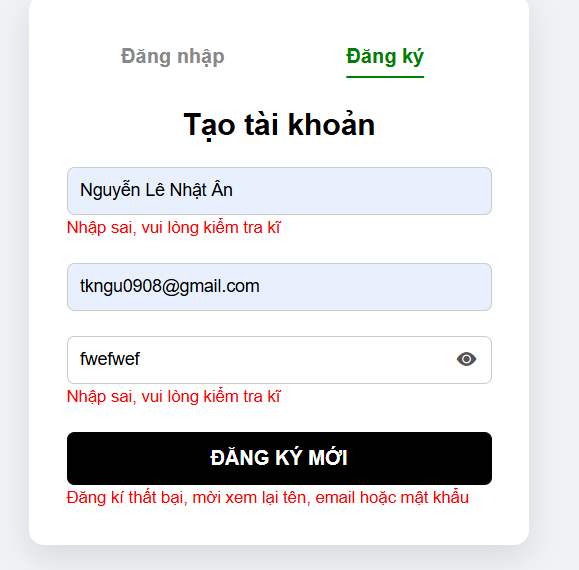 Đăng nhập
Đăng ký
Tạo tài khoản
Nguyễn Lê Nhật Ân
Nhập sai, vui lòng kiểm tra kĩ
tkngu0908@gmail.com
fwefwef
Nhập sai, vui lòng kiểm tra kĩ
ĐĂNG KÝ MỚI
Đăng kí thất bại, mời xem lại tên, email hoặc mật khẩu